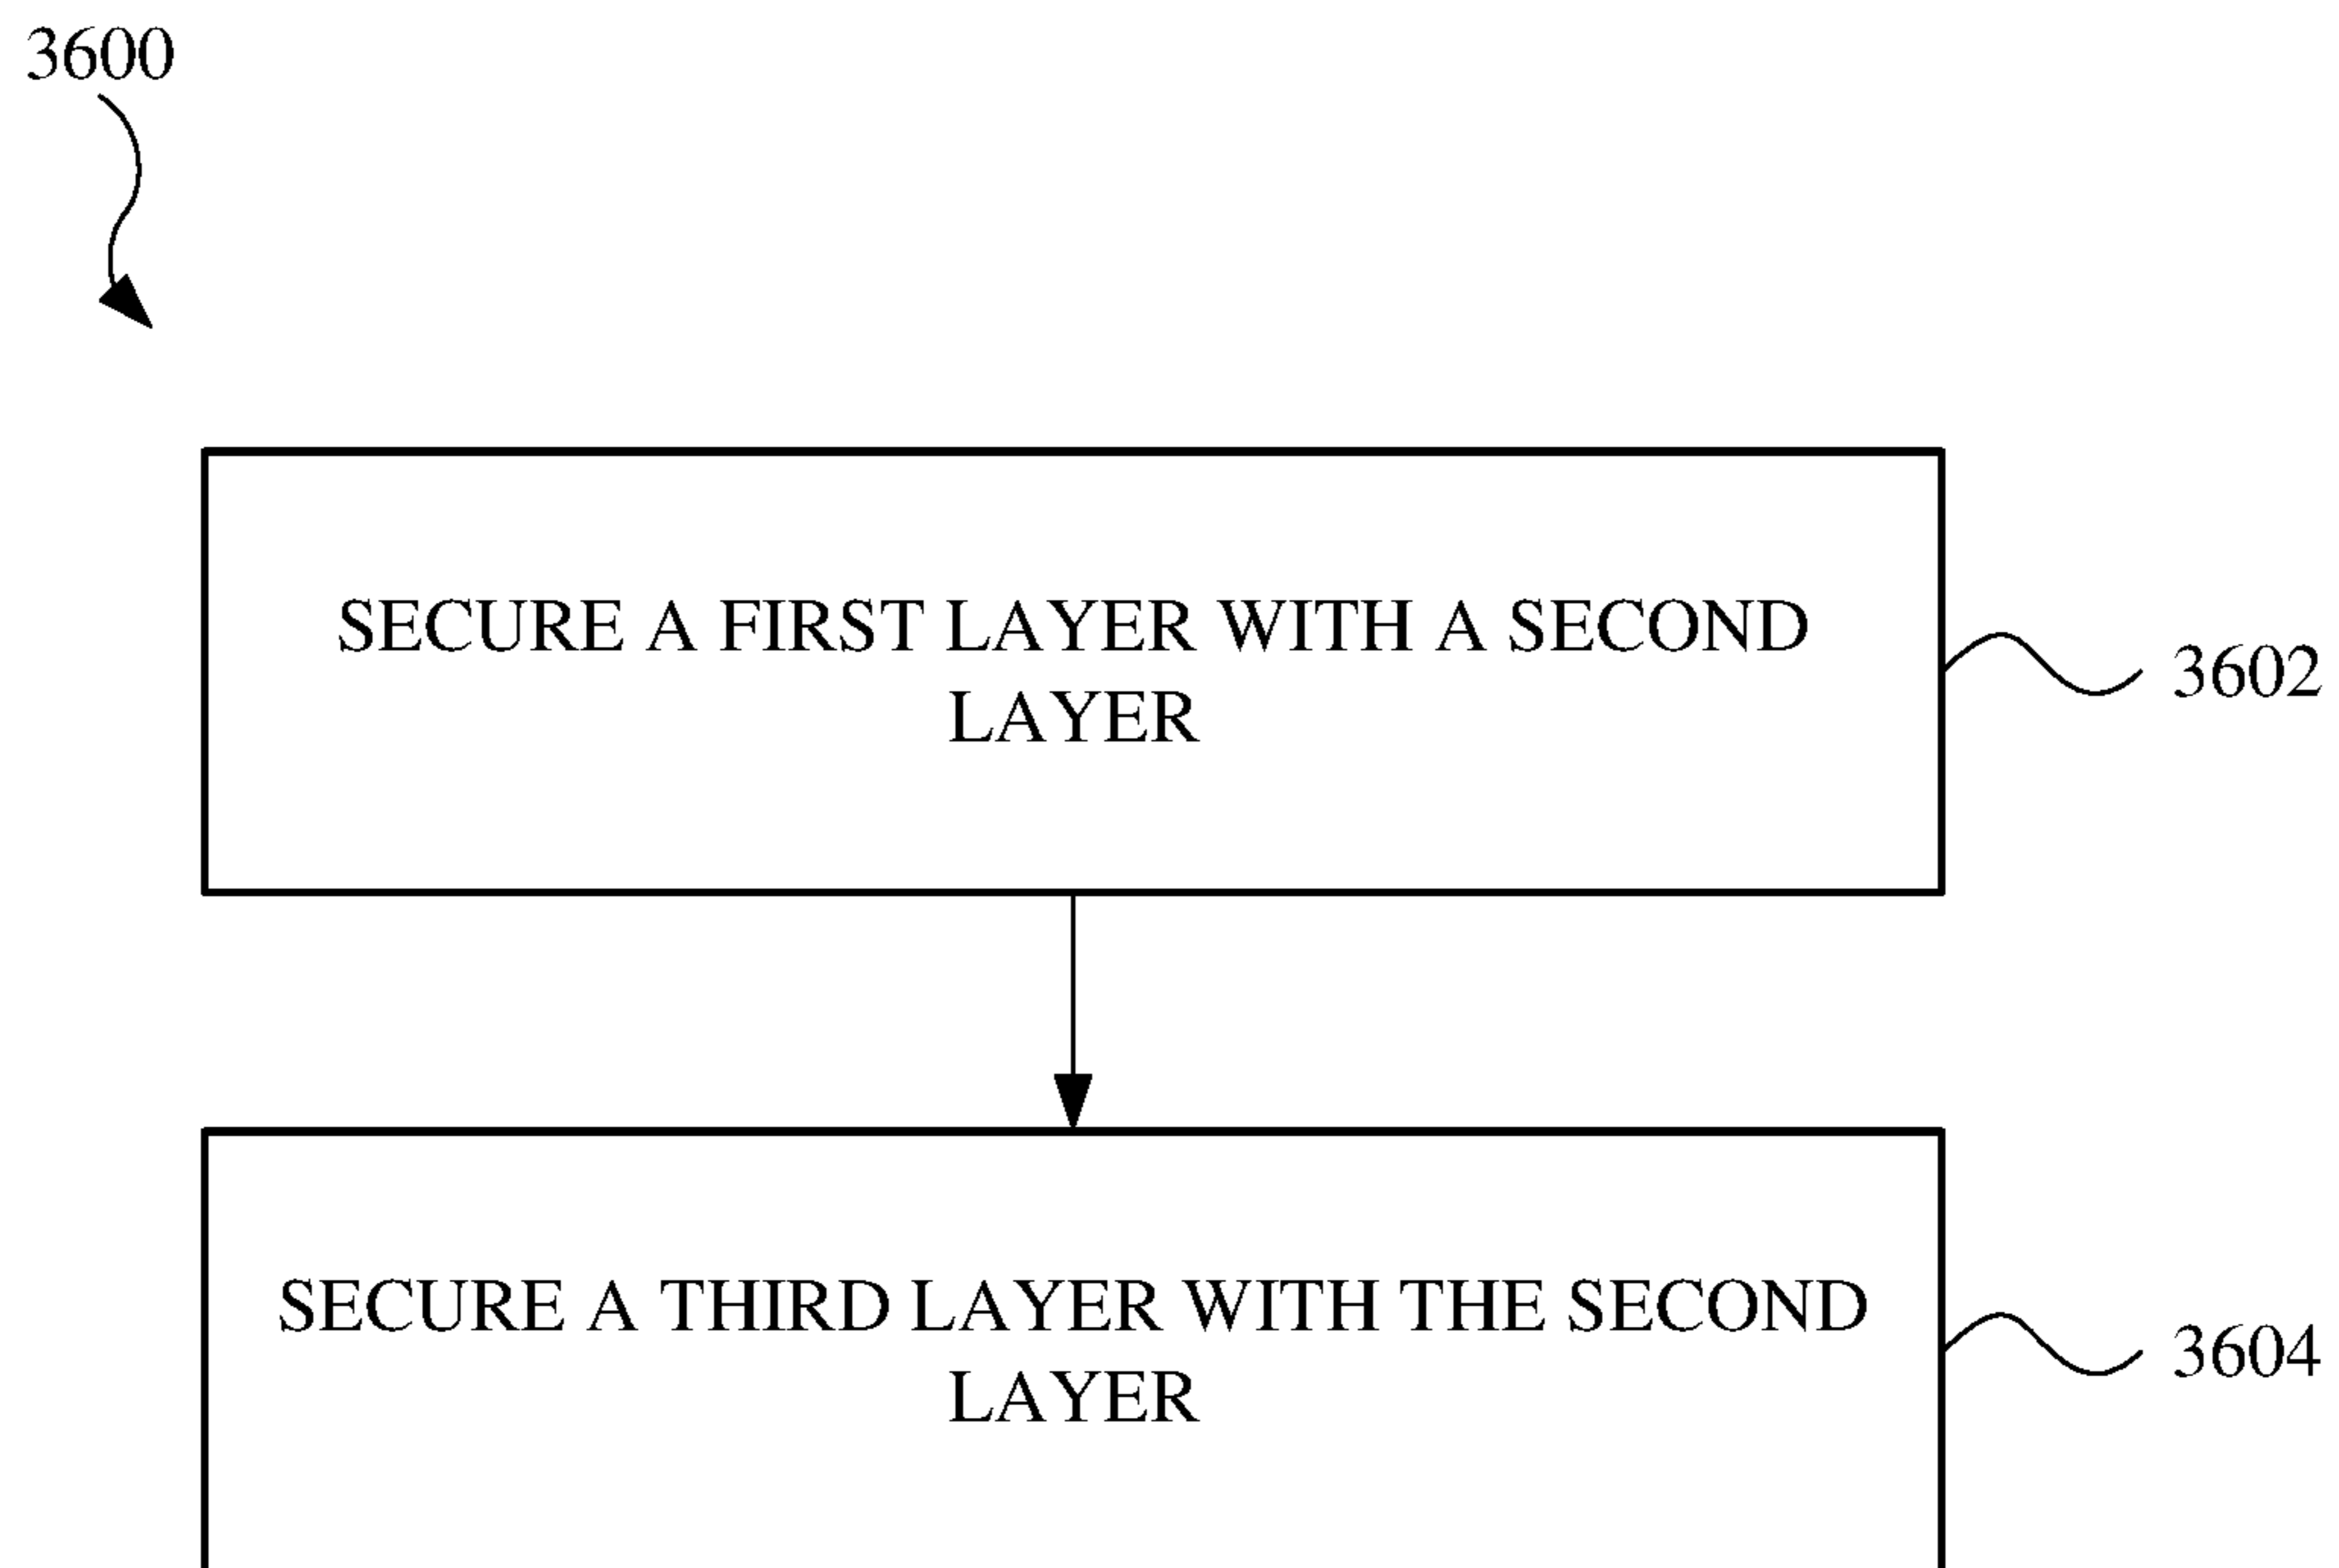 3600
SECURE A FIRST LAYER WITH A SECOND
LAYER
3602
SECURE A THIRD LAYER WITH THE SECOND
LAYER
3604